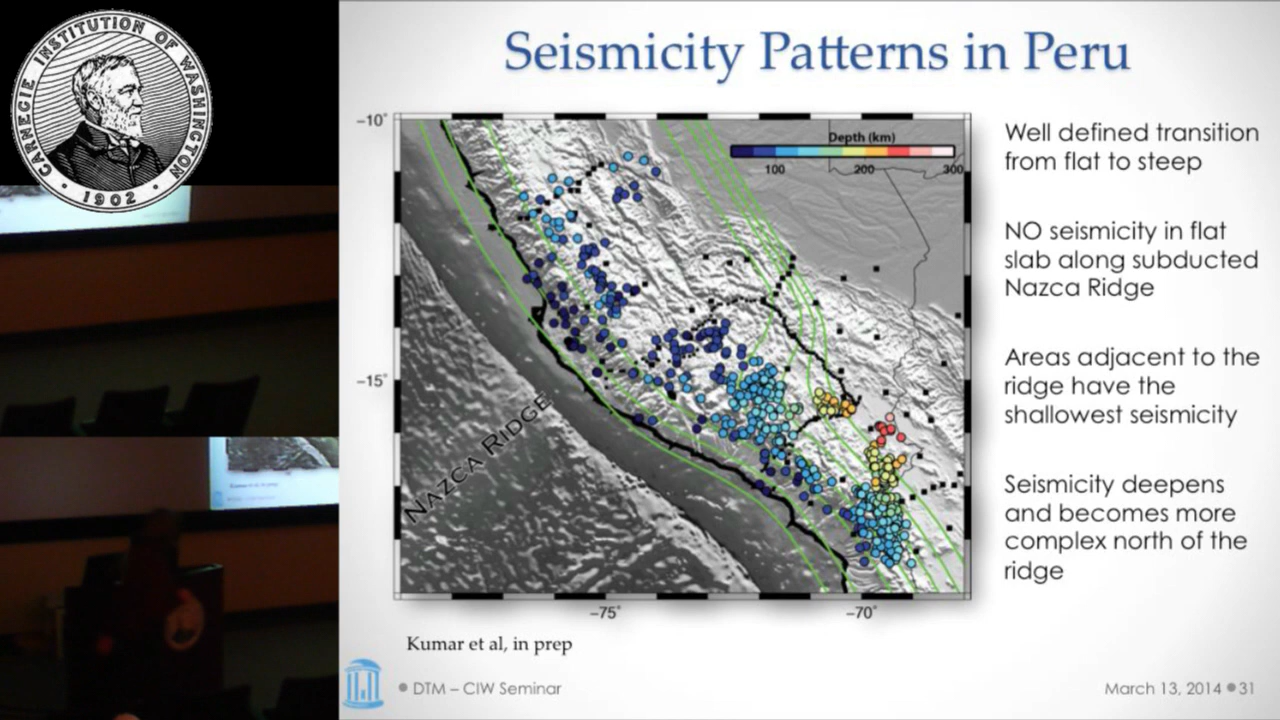 CARNEGIE INSTITUTION OF WASHINGTON
1902
Seismicity Patterns in Peru
-10°
-15°
-75°
-70°
Depth (km)
100
200
300
NAZCA RIDGE
Kumar et al, in prep
Well defined transition
from flat to steep
NO seismicity in flat
slab along subducted
Nazca Ridge
Areas adjacent to the
ridge have the
shallowest seismicity
Seismicity deepens
and becomes more
complex north of the
ridge
DTM – CIW Seminar
March 13, 2014 • 31